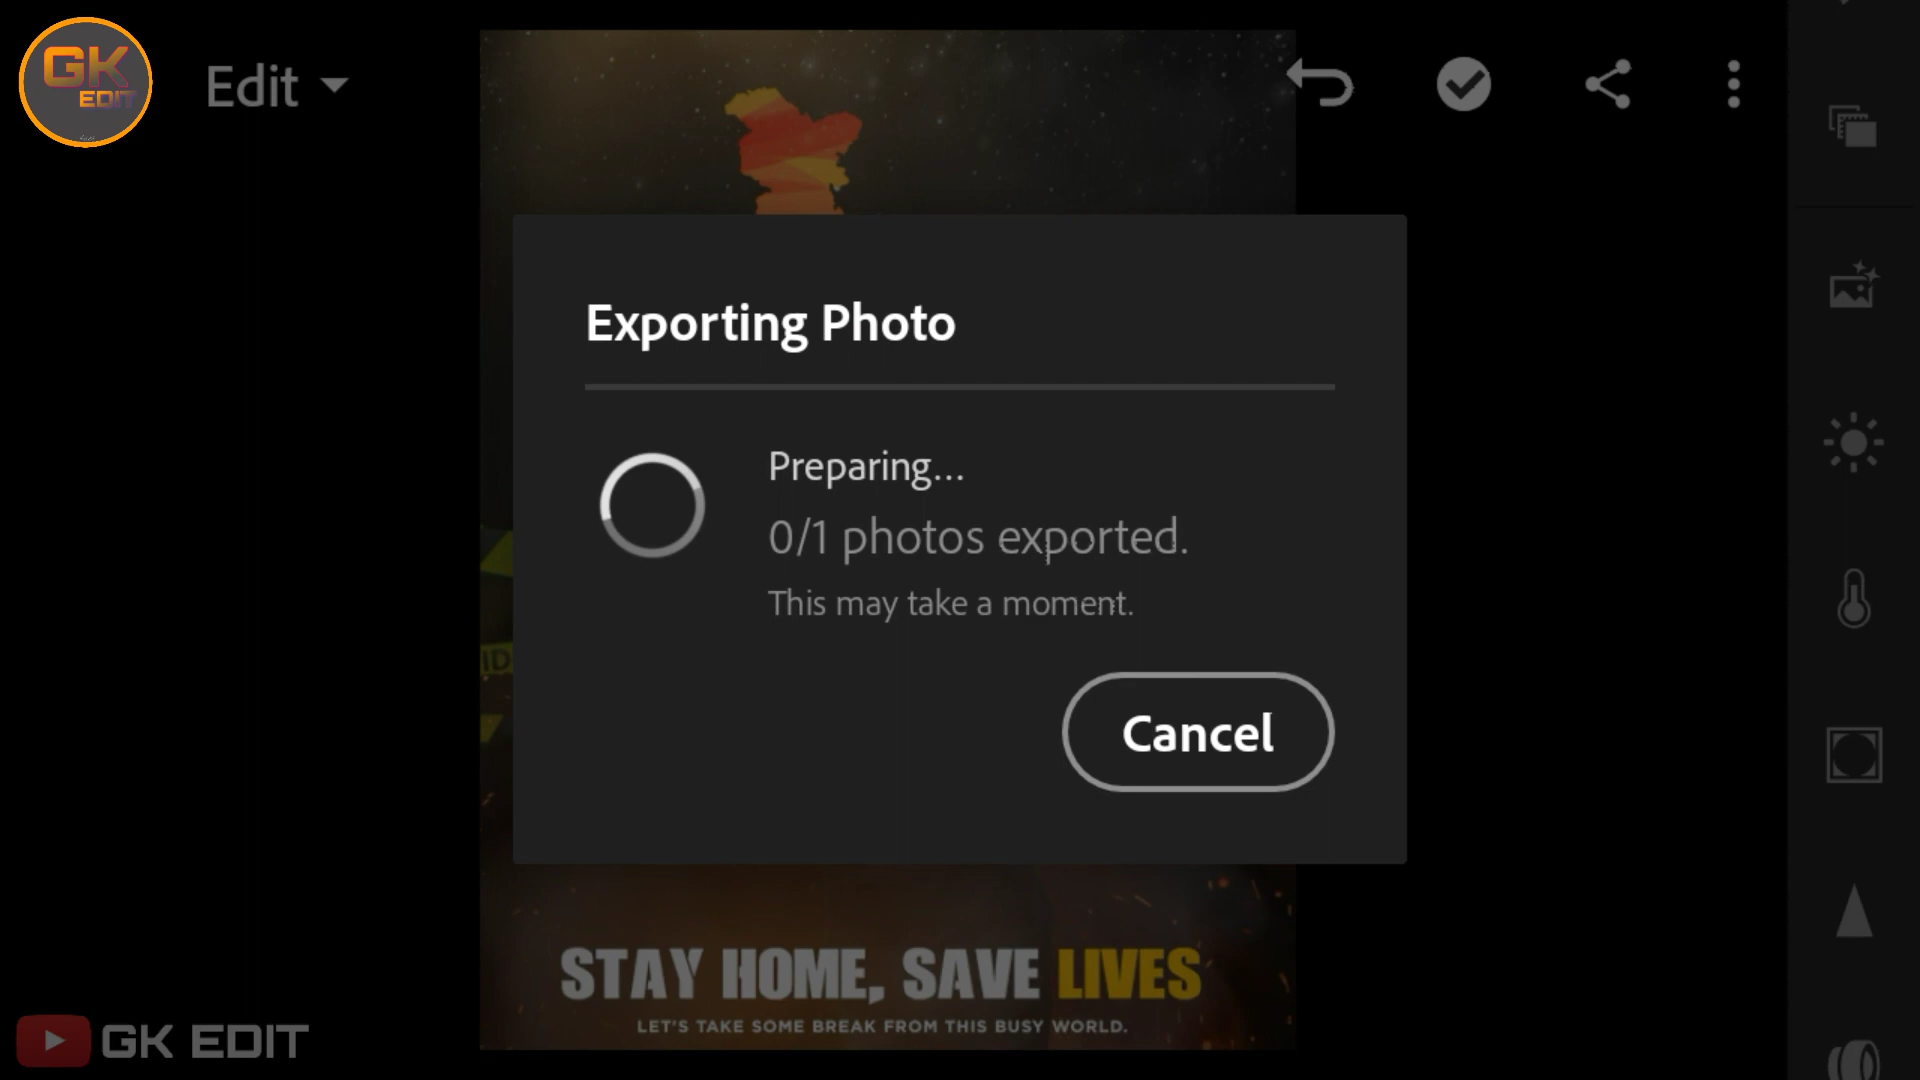 GK
EDIT
Edit
Exporting Photo
Preparing...
0/1 photos exported.
This may take a moment.
Cancel
ID
STAY HOME, SAVE LIVES
LET'S TAKE SOME BREAK FROM THIS BUSY WORLD.
GK EDIT